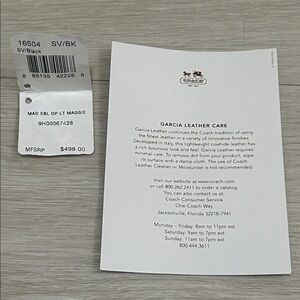 16504 SV/BK
SV/Black
8 85135 42226 8
MAD EBL OP LT MAGGIE
9H00067428
MFSRP $498.00
COACH
GARCIA LEATHER CARE
Garcia Leather continues the Coach tradition of using
the finest leather in a variety of innovative finishes.
Developed in Italy, this lightweight cowhide leather has
a rich luxurious look and feel. Garcia Leather requires
minimal care. To remove dirt from your product, wipe
its surface with a damp cloth. The use of Coach
Leather Cleaner or Moisturizer is not recommended.
Visit our website at www.coach.com
or call 800.262.2411 to order a catalog.
You can also contact us at:
Coach Consumer Service
One Coach Way
Jacksonville, Florida 32218-7941
Monday – Friday: 8am to 11pm est
Saturday: 9am to 7pm est
Sunday: 11am to 7pm est
800.444.3611